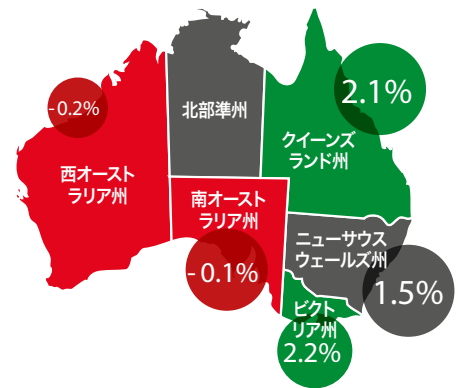 2.1%
- 0.2%
北部準州
クイーンズ
ランド州
西オースト
ラリア州
南オースト
ラリア州
ニューサウス
ウェールズ州
- 0.1%
1.5%
ビクト
リア州
2.2%